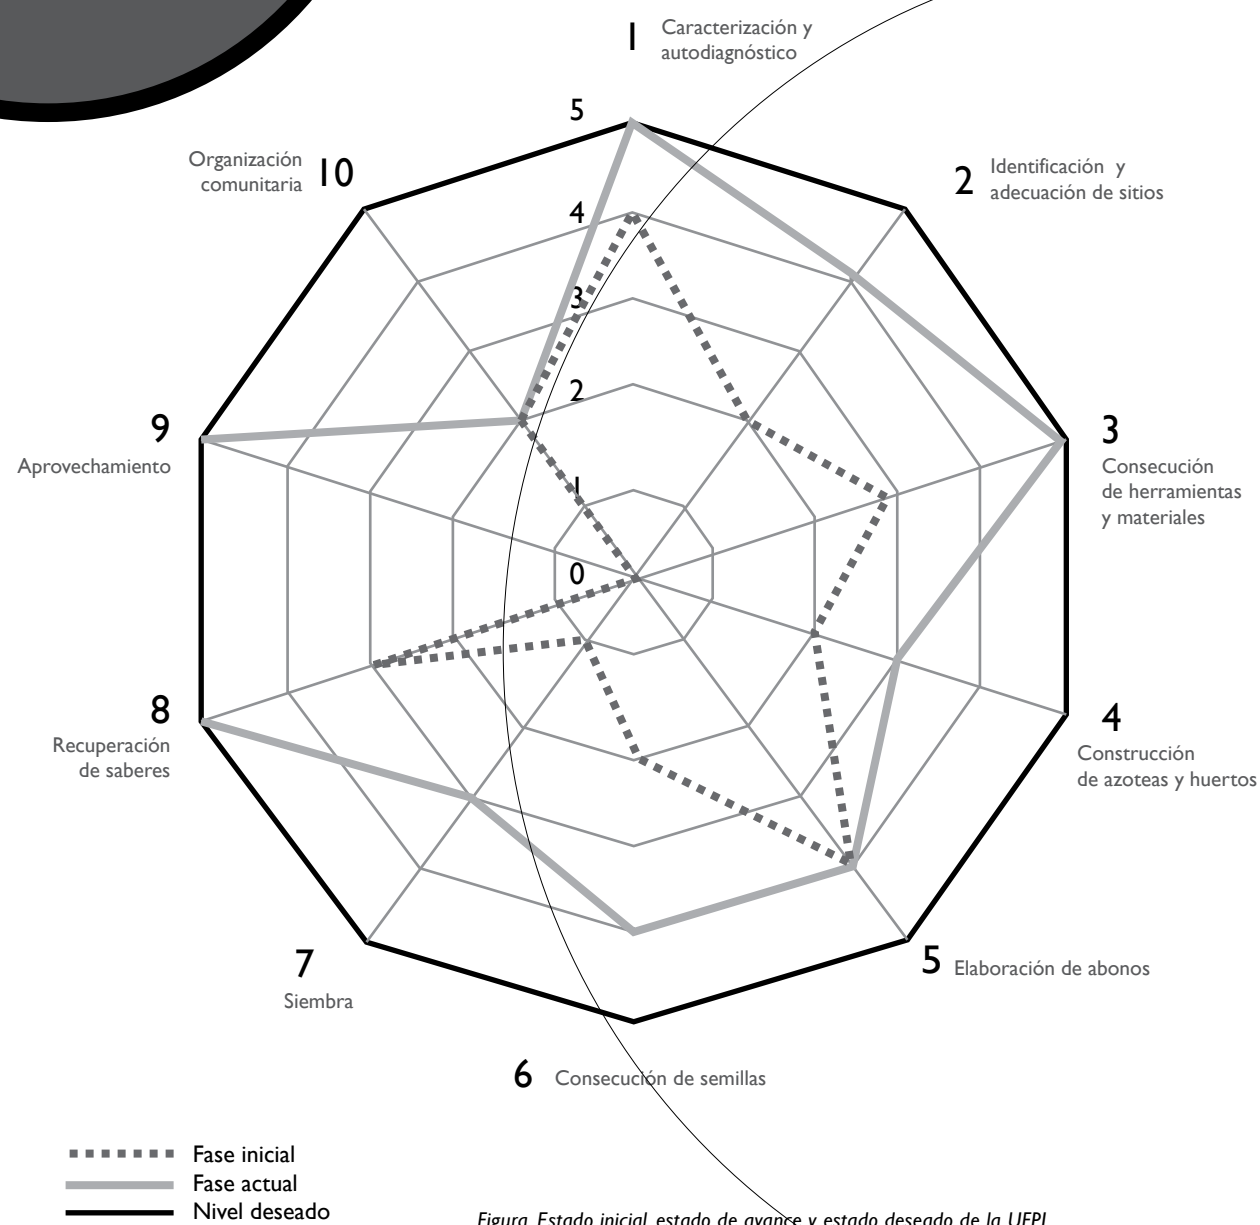 1 Caracterización y
autodiagnóstico
5
4
3
2
1
0
2 Identificación y
adecuación de sitios
3
Consecución
de herramientas
y materiales
4
Construcción
de azoteas y huertos
5 Elaboración de abonos
6 Consecución de semillas
7
Siembra
8
Recuperación
de saberes
9
Aprovechamiento
Organización 10
comunitaria
Fase inicial
Fase actual
Nivel deseado
Figura. Estado inicial, estado de avance y estado deseado de la UFPI